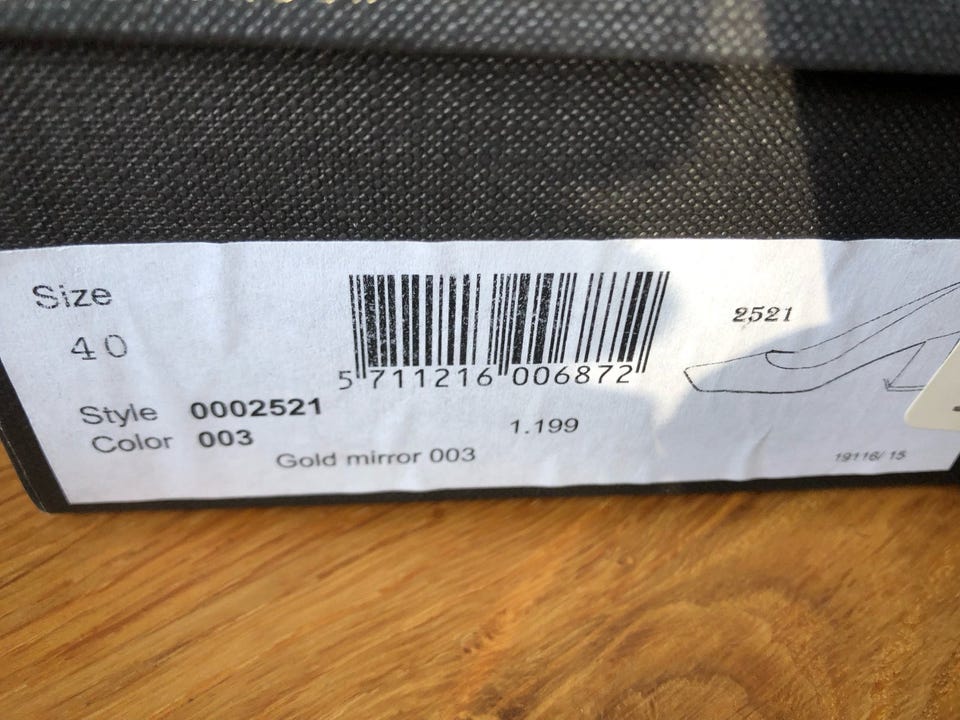 Size
40
5 711216 006872
2521
Style 0002521
Color 003
1.199
Gold mirror 003
19116/ 15